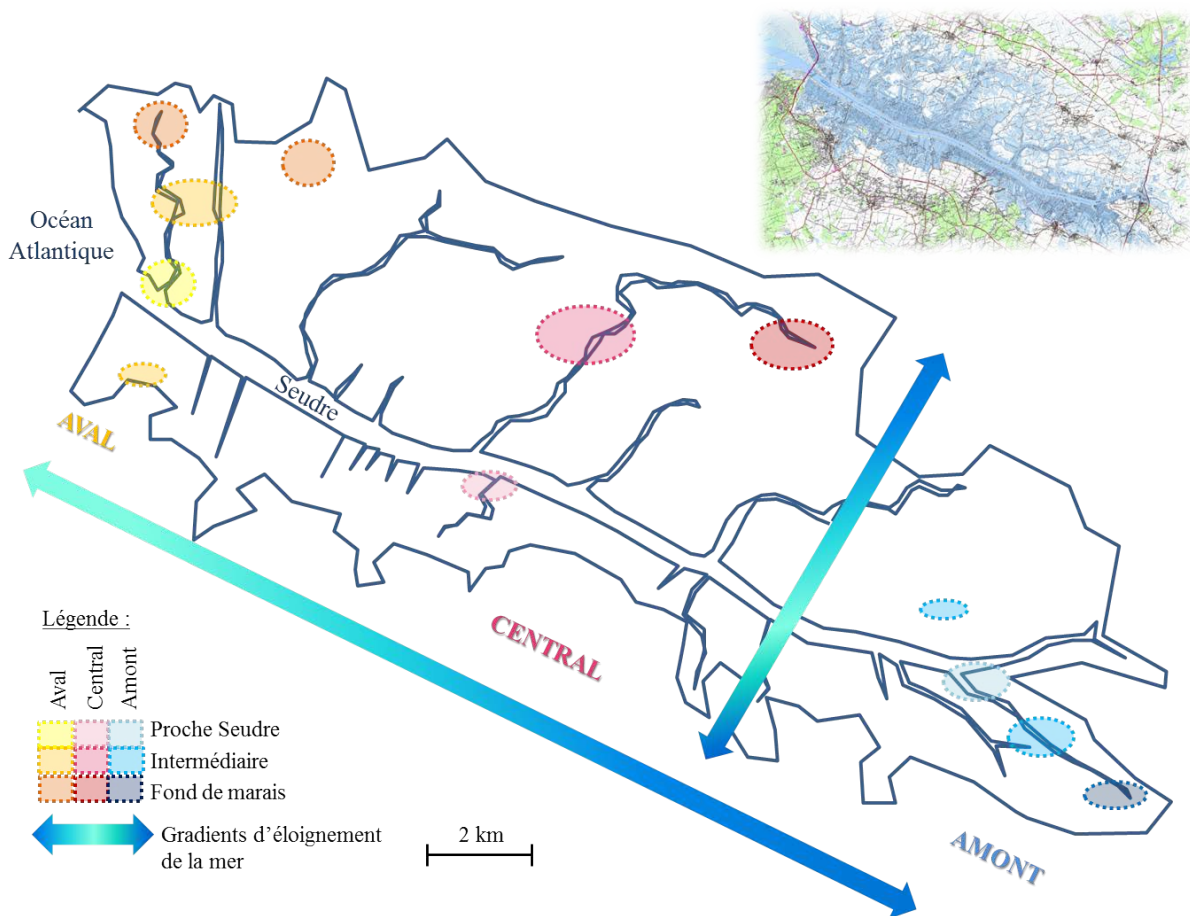 Océan
Atlantique
Seudre
AVAL
CENTRAL
AMONT
Légende :
Aval
Central
Amont
Proche Seudre
Intermédiaire
Fond de marais
Gradients d'éloignement
de la mer
2 km